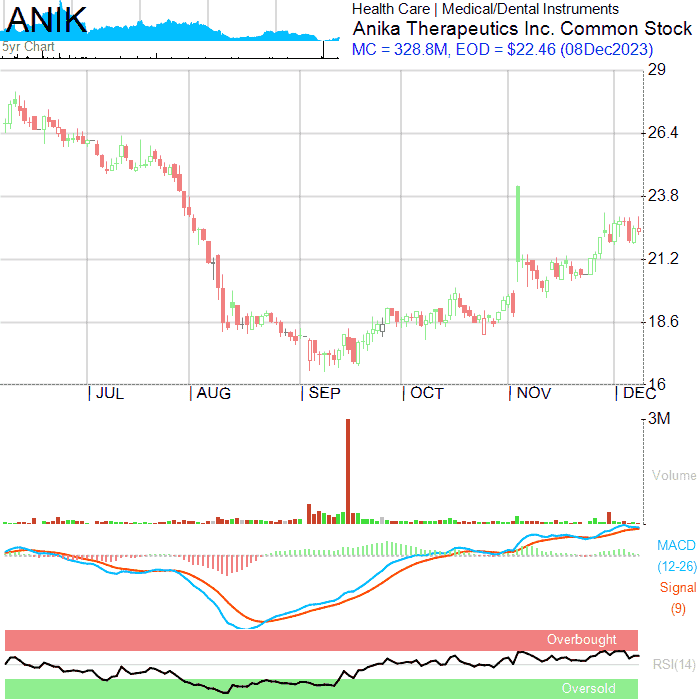 ANIK
5yr Chart
Health Care | Medical/Dental Instruments
Anika Therapeutics Inc. Common Stock
MC = 328.8M, EOD = $22.46 (08Dec2023)
29
26.4
23.8
21.2
18.6
16
JUL
AUG
SEP
OCT
NOV
DEC
3M
Volume
MACD
(12-26)
Signal
(9)
Overbought
RSI(14)
Oversold